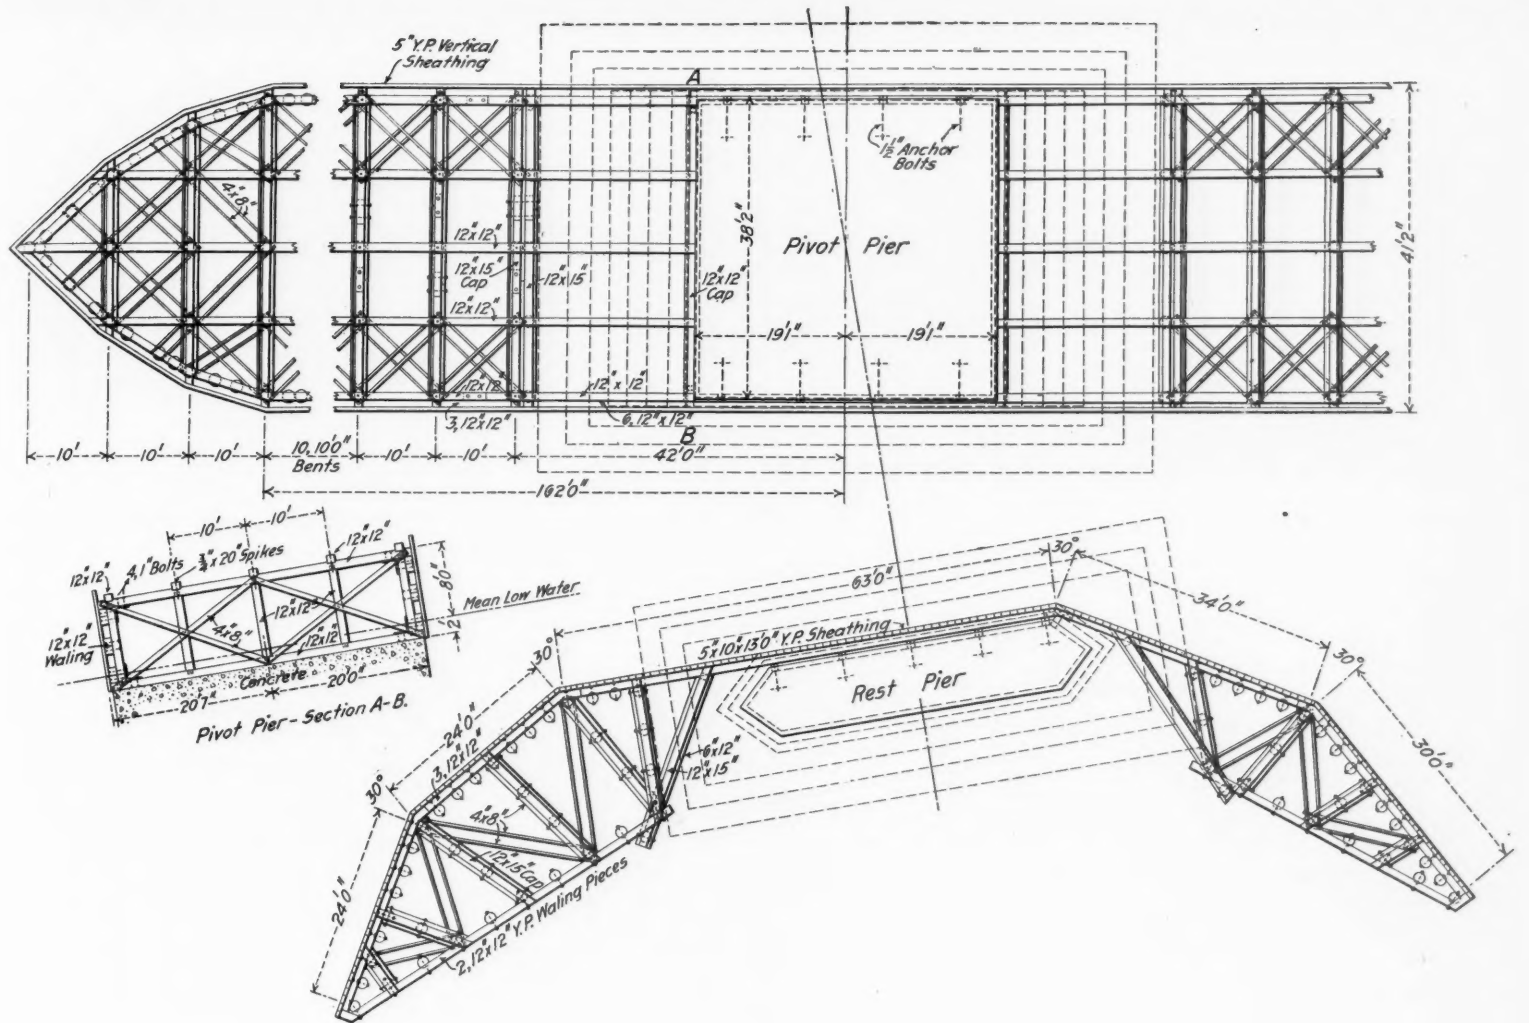 5" Y.P. Vertical
Sheathing
A
1½" Anchor
Bolts
4"x8"
38'2"
41'2"
12"x12"
Pivot Pier
12"x15"
Cap
12"x15"
12"x12"
Cap
12"x12"
19'1"
19'1"
12"x12"
12" x 12"
3,12"x12"
6,12"x12"
B
10'
10'
10'
10,10'0"
Bents
10'
10'
42'0"
162'0"
10'
10'
12"x12"
4,1" Bolts
¾"x20" Spikes
12"x12"
8'0"
Mean Low Water
2'
12"x12"
4"x8"
12"x12"
12"x12"
Waling
Concrete
20'7"
20'0"
Pivot Pier - Section A-B.
30°
63'0"
34'0"
5"x10"x13'0" Y.P. Sheathing
30°
30°
Rest Pier
24'0"
3,12"x12"
6"x12"
12"x15"
30'0"
30°
4"x8"
12"x15" Cap
24'0"
2,12"x12" Y.P. Waling Pieces